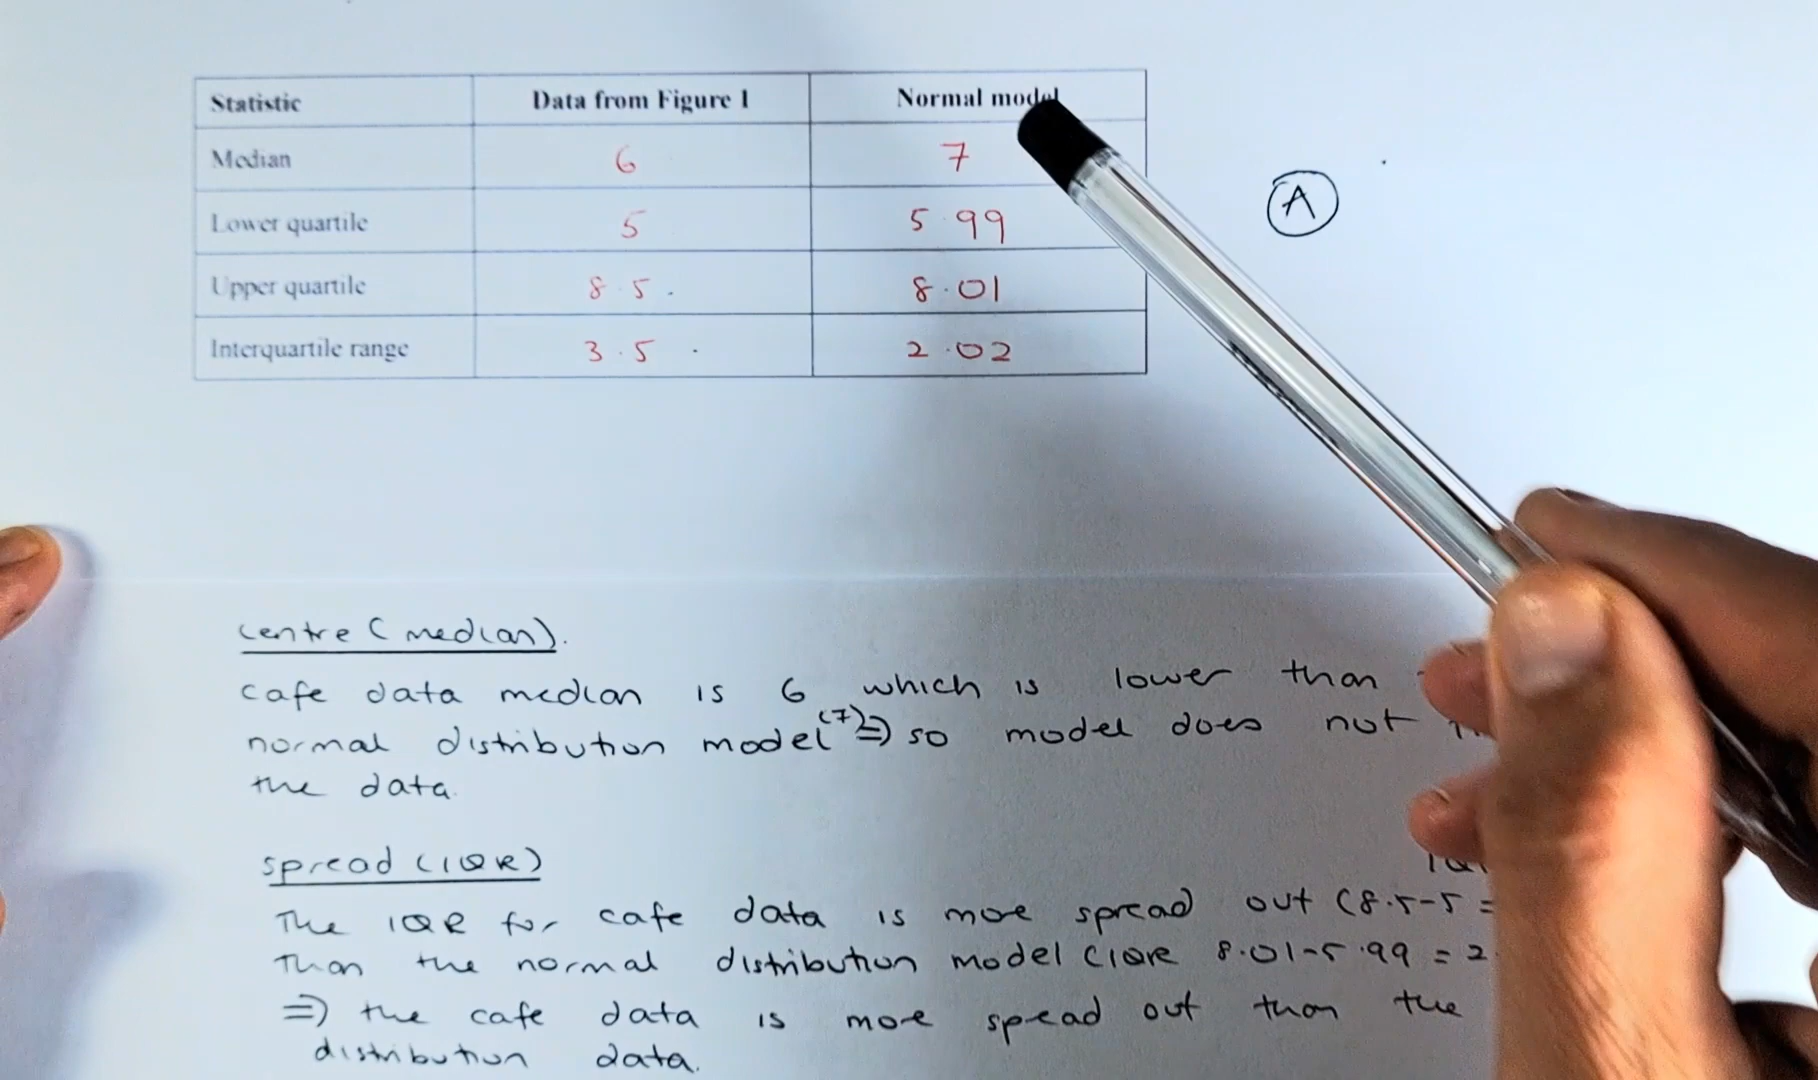 Statistic Data from Figure 1 Normal model
Median 6 7
Lower quartile 5 5.99
Upper quartile 8.5 8.01
Interquartile range 3.5 2.02
A
Centre (median).
Cafe data median is 6 which is lower than
normal distribution model (7) ⇒ so model does not
the data.
Spread (IQR)
The IQR for cafe data is more spread out (8.5-5 =
Than the normal distribution model (IQR 8.01-5.99 = 2.
⇒ the cafe data is more spread out than the
distribution data.